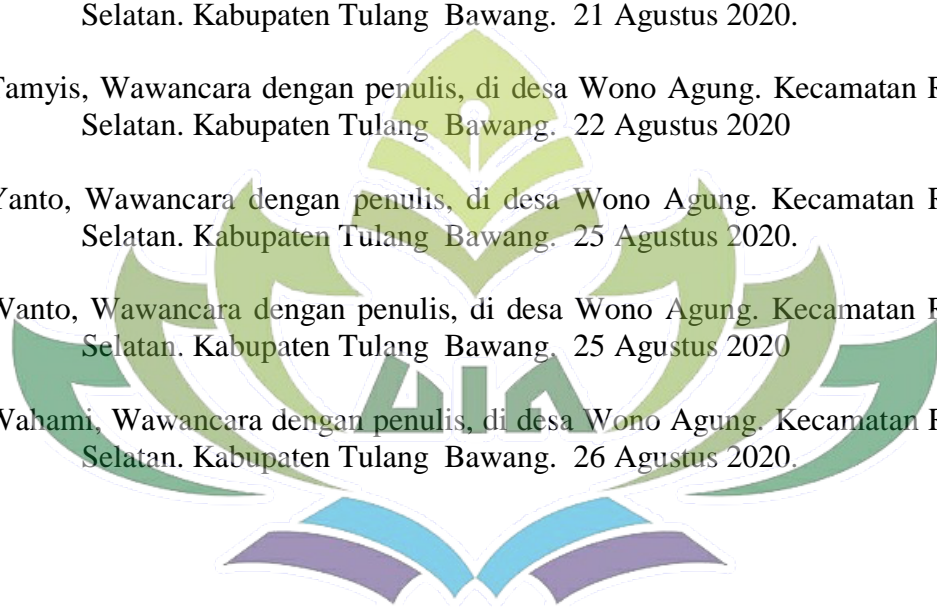 Selatan. Kabupaten Tulang Bawang. 21 Agustus 2020.
Tamyis, Wawancara dengan penulis, di desa Wono Agung. Kecamatan
Selatan. Kabupaten Tulang Bawang. 22 Agustus 2020
Yanto, Wawancara dengan penulis, di desa Wono Agung. Kecamatan
Selatan. Kabupaten Tulang Bawang. 25 Agustus 2020.
Wanto, Wawancara dengan penulis, di desa Wono Agung. Kecamatan
Selatan. Kabupaten Tulang Bawang. 25 Agustus 2020
Wahami, Wawancara dengan penulis, di desa Wono Agung. Kecamatan
Selatan. Kabupaten Tulang Bawang. 26 Agustus 2020.